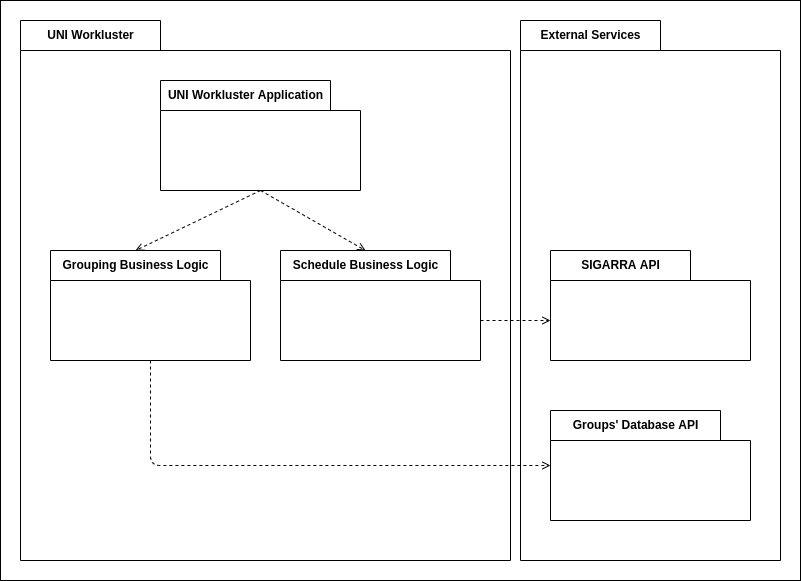 UNI Workluster
External Services
UNI Workluster Application
Grouping Business Logic
Schedule Business Logic
SIGARRA API
Groups' Database API